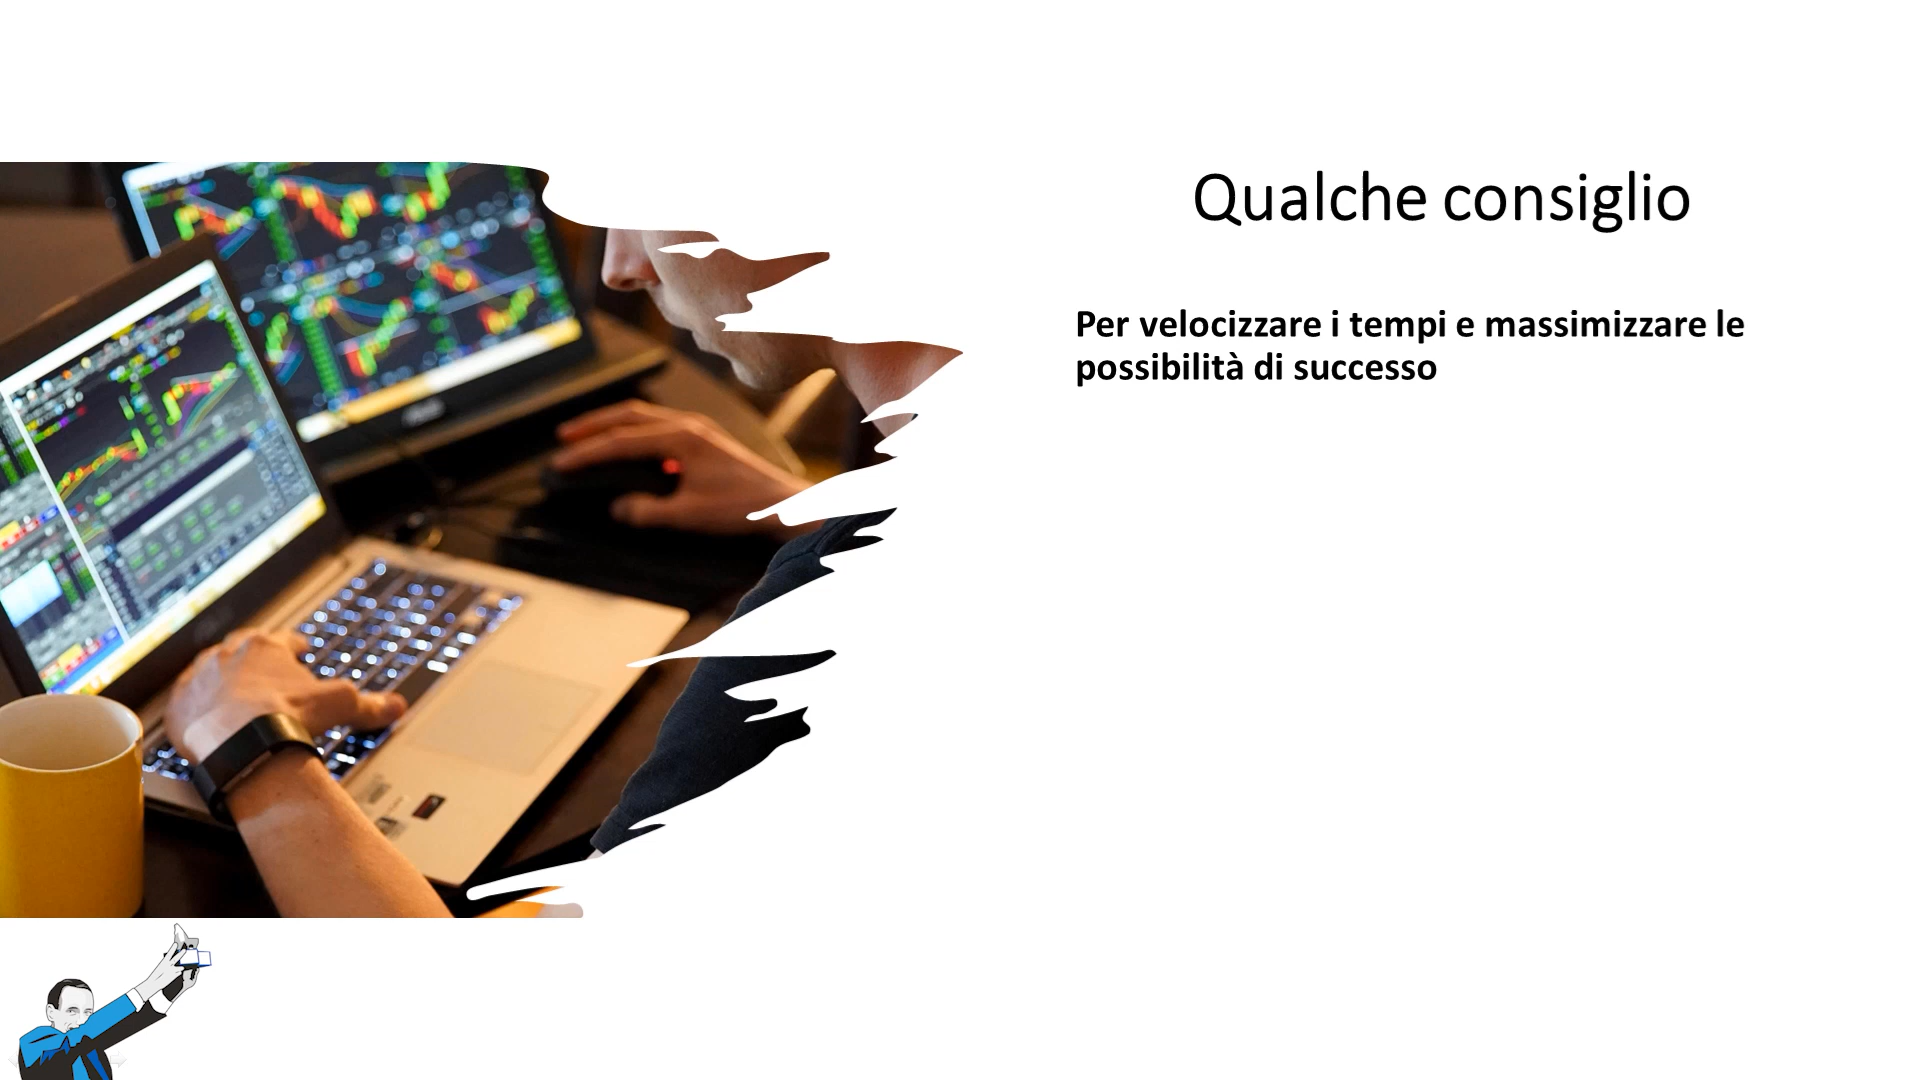 Qualche consiglio
Per velocizzare i tempi e massimizzare le
possibilità di successo